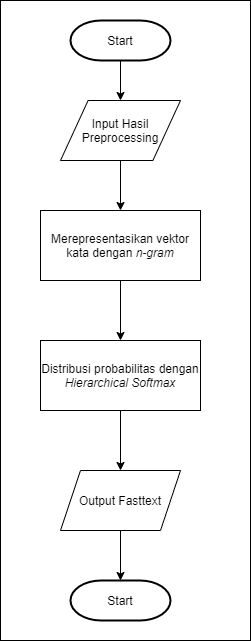 Start
Input Hasil
Preprocessing
Merepresentasikan vektor
kata dengan n-gram
Distribusi probabilitas dengan
Hierarchical Softmax
Output Fasttext
Start